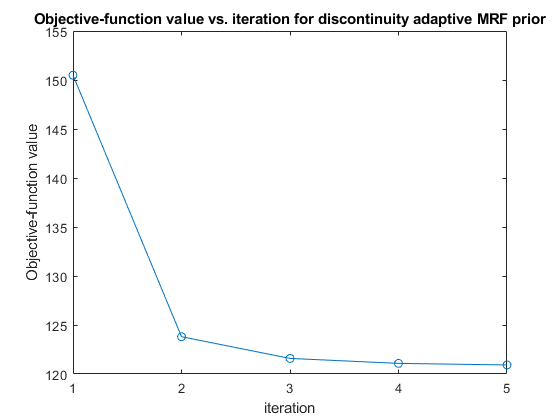 Objective-function value vs. iteration for discontinuity adaptive MRF prior
155
150
145
140
135
130
125
120
Objective-function value
1 2 3 4 5
iteration